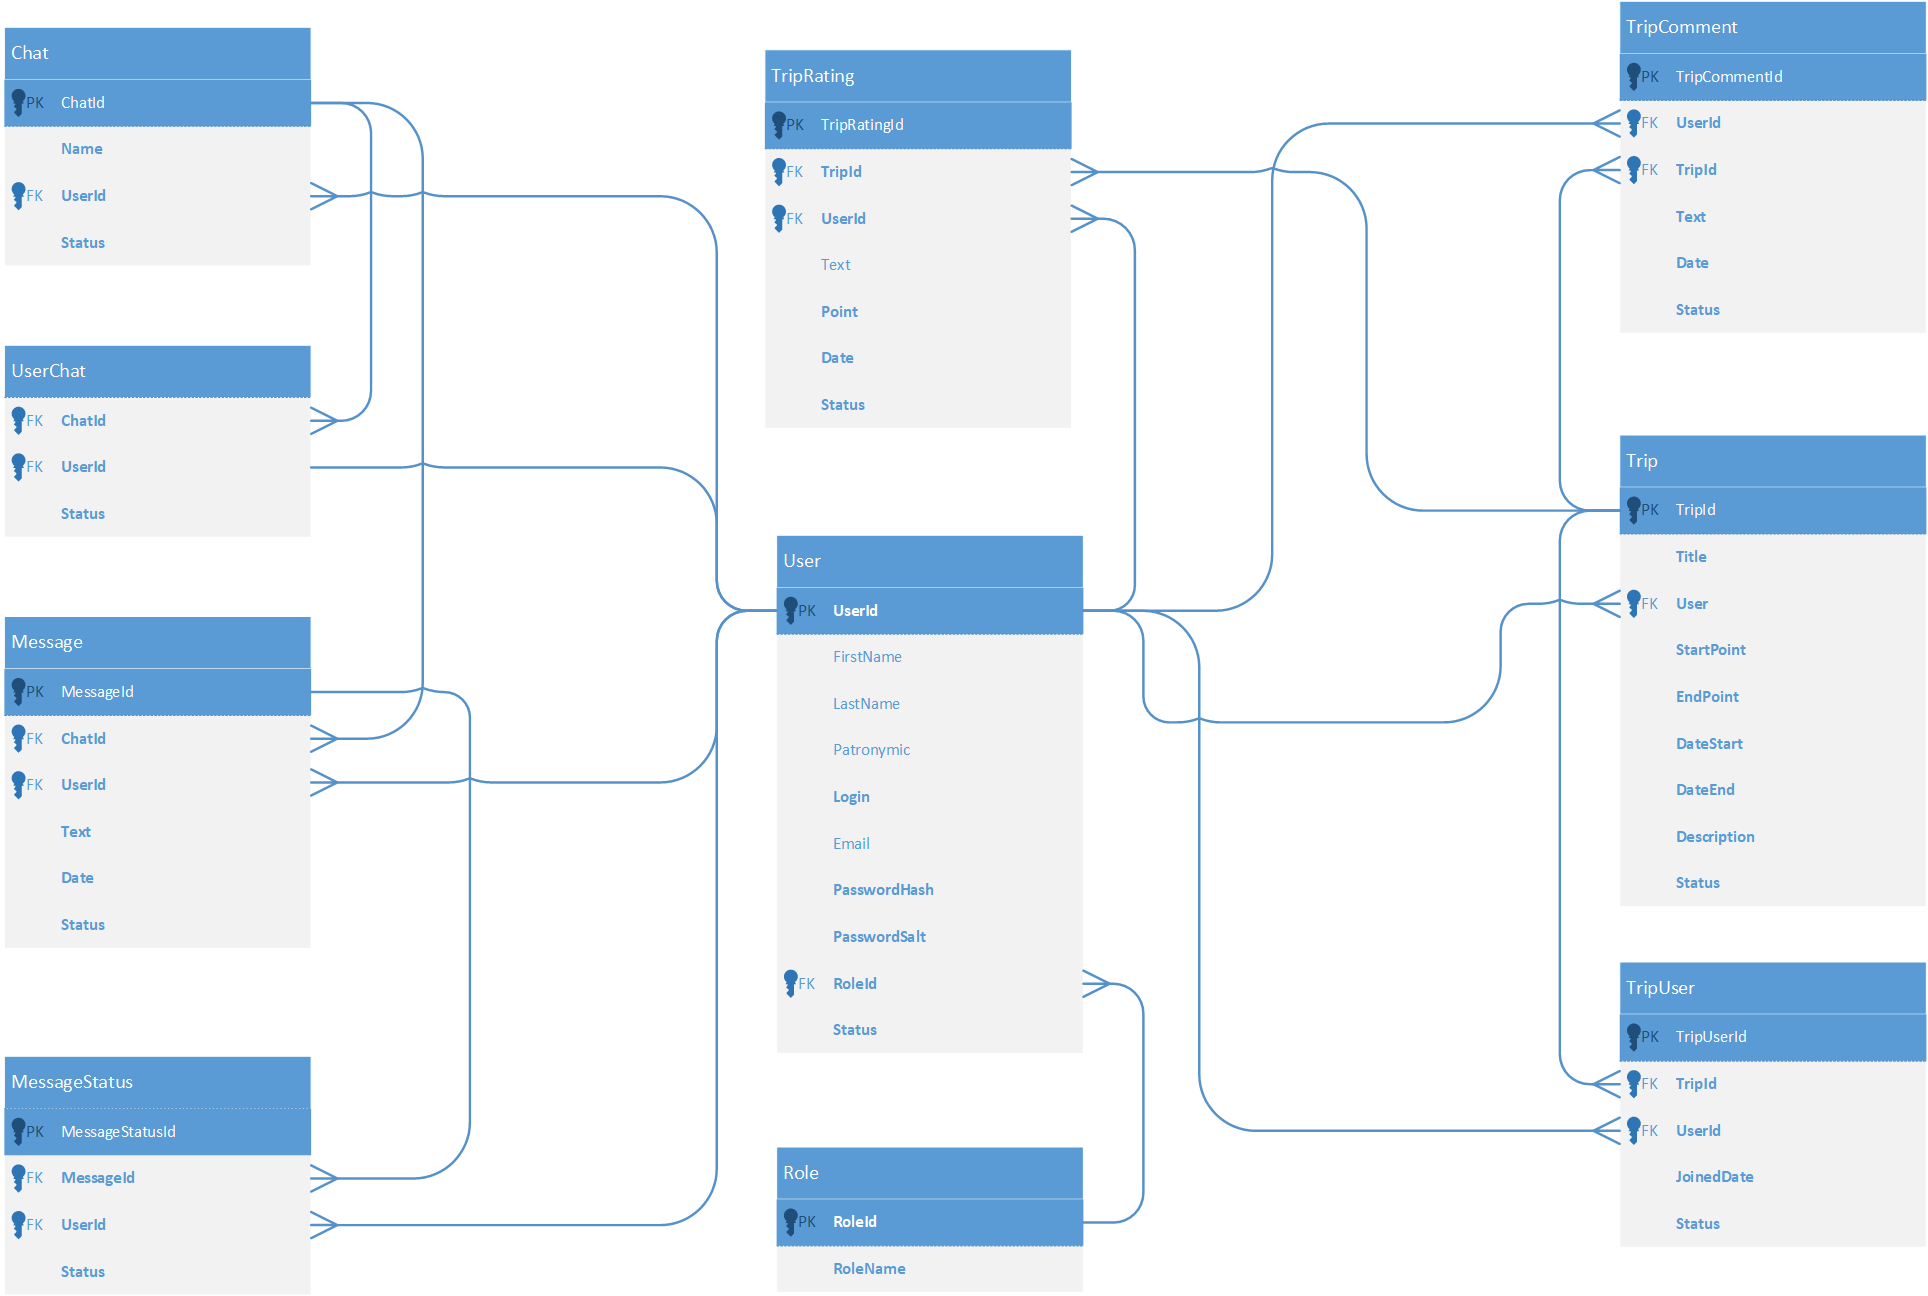 Chat
PK ChatId
Name
FK UserId
Status
UserChat
FK ChatId
FK UserId
Status
Message
PK MessageId
FK ChatId
FK UserId
Text
Date
Status
MessageStatus
PK MessageStatusId
FK MessageId
FK UserId
Status
TripRating
PK TripRatingId
FK TripId
FK UserId
Text
Point
Date
Status
User
PK UserId
FirstName
LastName
Patronymic
Login
Email
PasswordHash
PasswordSalt
FK RoleId
Status
Role
PK RoleId
RoleName
TripComment
PK TripCommentId
FK UserId
FK TripId
Text
Date
Status
Trip
PK TripId
Title
FK User
StartPoint
EndPoint
DateStart
DateEnd
Description
Status
TripUser
PK TripUserId
FK TripId
FK UserId
JoinedDate
Status